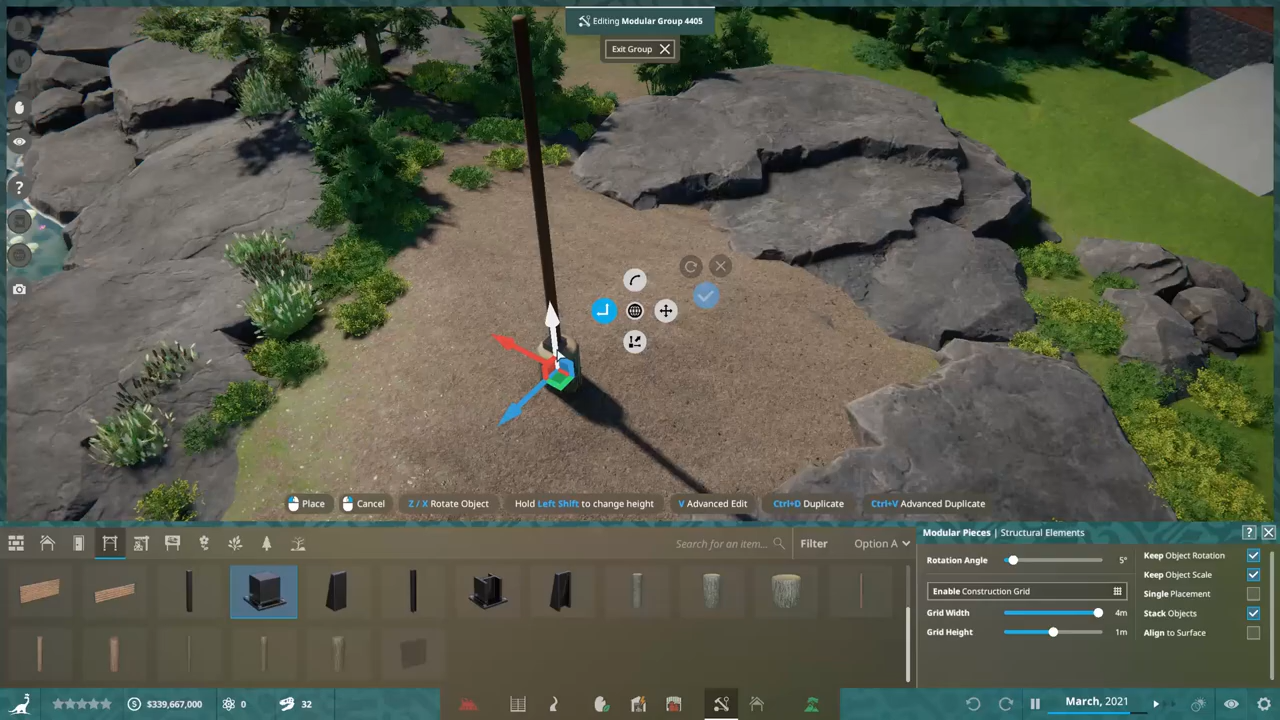 Editing Modular Group 4405
Exit Group
?
Place
Cancel
Z / X Rotate Object
Hold Left Shift to change height
V Advanced Edit
Ctrl+D Duplicate
Ctrl+V Advanced Duplicate
Search for an item...
Filter
Option A
Modular Pieces | Structural Elements
?
Rotation Angle
5°
Enable Construction Grid
Grid Width
4m
Grid Height
1m
Keep Object Rotation
Keep Object Scale
Single Placement
Stack Objects
Align to Surface
$339,667,000
0
32
March, 2021